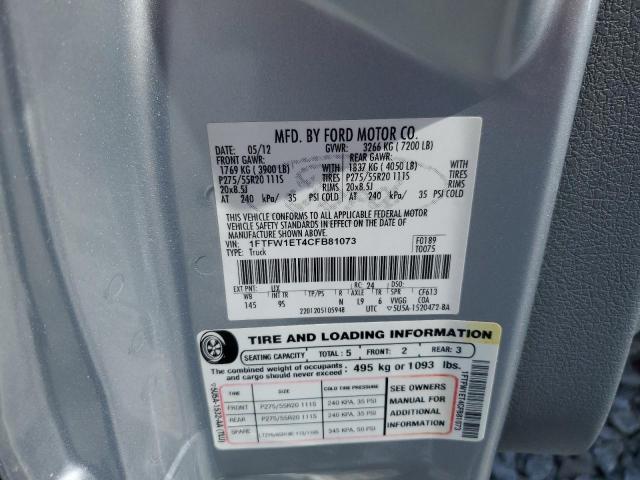 MFD. BY FORD MOTOR CO.
DATE: 05/12 GVWR: 3266 KG ( 7200 LB)
FRONT GAWR: REAR GAWR:
1769 KG ( 3900 LB) WITH 1837 KG ( 4050 LB) WITH
P275/55R20 111S TIRES P275/55R20 111S TIRES
20x8.5J RIMS 20x8.5J RIMS
AT 240 kPa/ 35 PSI COLD AT 240 kPa/ 35 PSI COLD
THIS VEHICLE CONFORMS TO ALL APPLICABLE FEDERAL MOTOR
VEHICLE SAFETY STANDARDS IN EFFECT ON THE DATE OF
MANUFACTURE SHOWN ABOVE.
VIN: 1FTFW1ET4CFB81073
TYPE: Truck
F0189
T0075
EXT PNT: UX RC: 24 DSO:
WB INT TR TP/PS R AXLE TR SPR CF613
145 9S N L9 6 VVGG COA
2201205105948 UTC 5U5A-1520472-BA
TIRE AND LOADING INFORMATION
SEATING CAPACITY TOTAL : 5 FRONT: 2 REAR: 3
The combined weight of occupants and cargo should never exceed: 495 kg or 1093 lbs.
TIRE SIZE COLD TIRE PRESSURE
FRONT P275/55R20 111S 240 KPA, 35 PSI
REAR P275/55R20 111S 240 KPA, 35 PSI
SPARE 345 KPA, 50 PSI
SEE OWNERS
MANUAL FOR
ADDITIONAL
INFORMATION
1FTFW1ET4CFB81073